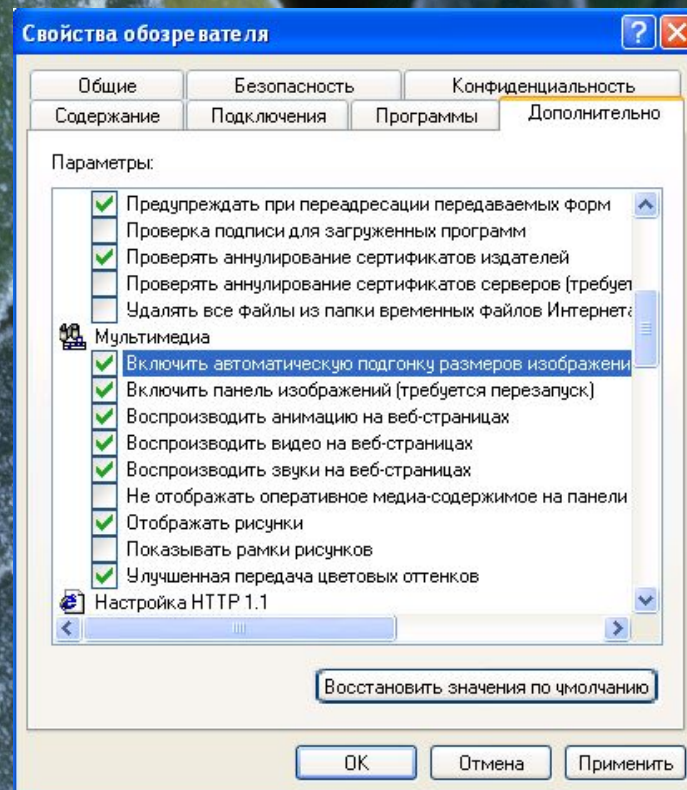 Свойства обозревателя
Общие Безопасность Конфиденциальность
Содержание Подключения Программы Дополнительно
Параметры:
Предупреждать при переадресации передаваемых форм
Проверка подписи для загруженных программ
Проверять аннулирование сертификатов издателей
Проверять аннулирование сертификатов серверов (требует
Удалять все файлы из папки временных файлов Интернета
Мультимедиа
Включить автоматическую подгонку размеров изображени
Включить панель изображений (требуется перезапуск)
Воспроизводить анимацию на веб-страницах
Воспроизводить видео на веб-страницах
Воспроизводить звуки на веб-страницах
Не отображать оперативное медиа-содержимое на панели
Отображать рисунки
Показывать рамки рисунков
Улучшенная передача цветовых оттенков
Настройка HTTP 1.1
Восстановить значения по умолчанию
OK Отмена Применить